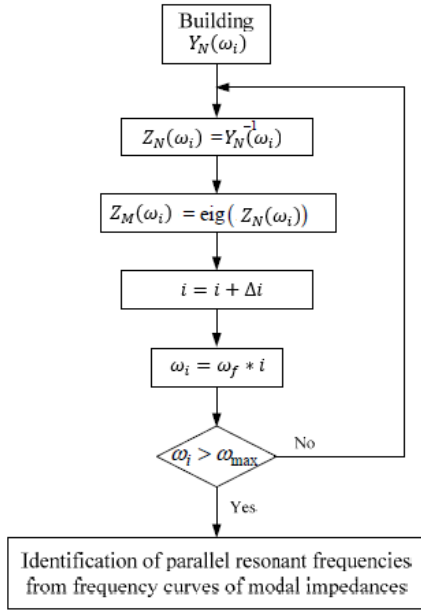 Building
Y_N(ω_i)
Z_N(ω_i) = Y_N^{-1}(ω_i)
Z_M(ω_i) = eig( Z_N(ω_i))
i = i + Δi
ω_i = ω_f * i
ω_i > ω_max
No
Yes
Identification of parallel resonant frequencies
from frequency curves of modal impedances